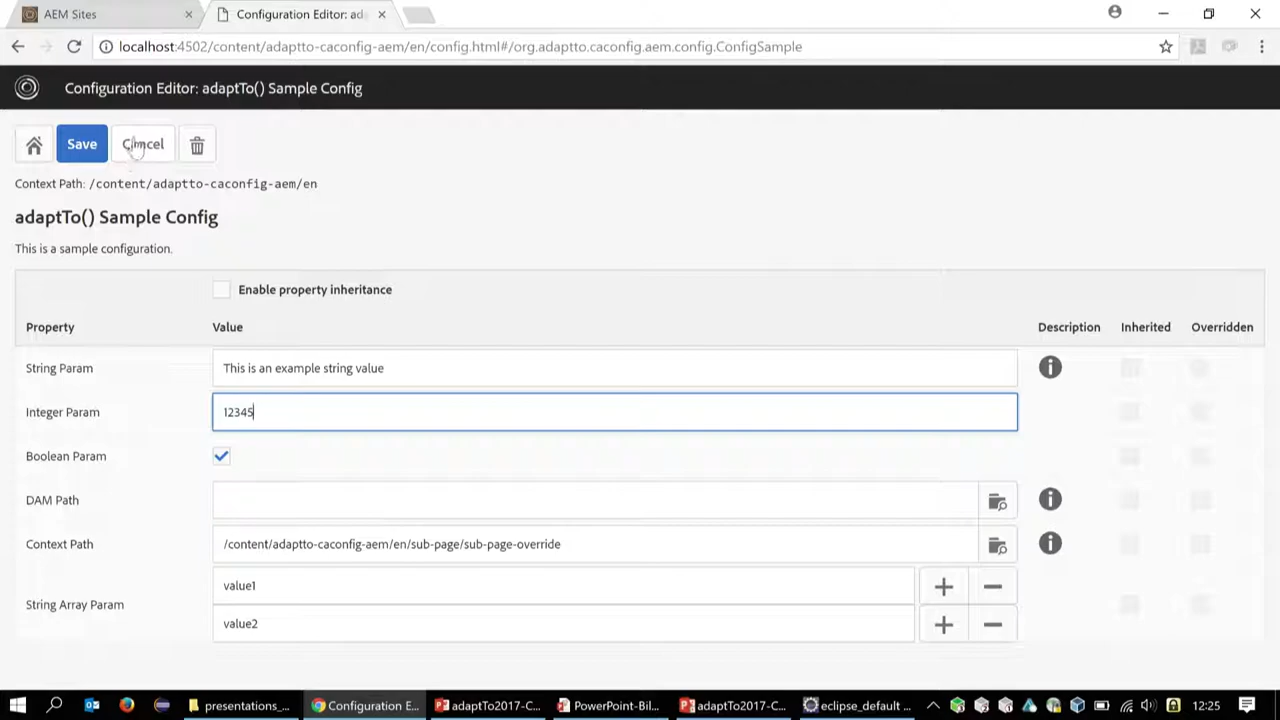 AEM Sites
Configuration Editor: ad
localhost:4502/content/adaptto-caconfig-aem/en/config.html#/org.adaptto.caconfig.aem.config.ConfigSample
Configuration Editor: adaptTo() Sample Config
Save
Cancel
Context Path: /content/adaptto-caconfig-aem/en
adaptTo() Sample Config
This is a sample configuration.
Enable property inheritance
Property Value Description Inherited Overridden
String Param This is an example string value
Integer Param 12345
Boolean Param
DAM Path
Context Path /content/adaptto-caconfig-aem/en/sub-page/sub-page-override
value1
String Array Param
value2
presentations_... Configuration E... adaptTo2017-C... PowerPoint-Bil... adaptTo2017-C... eclipse_default ... 12:25